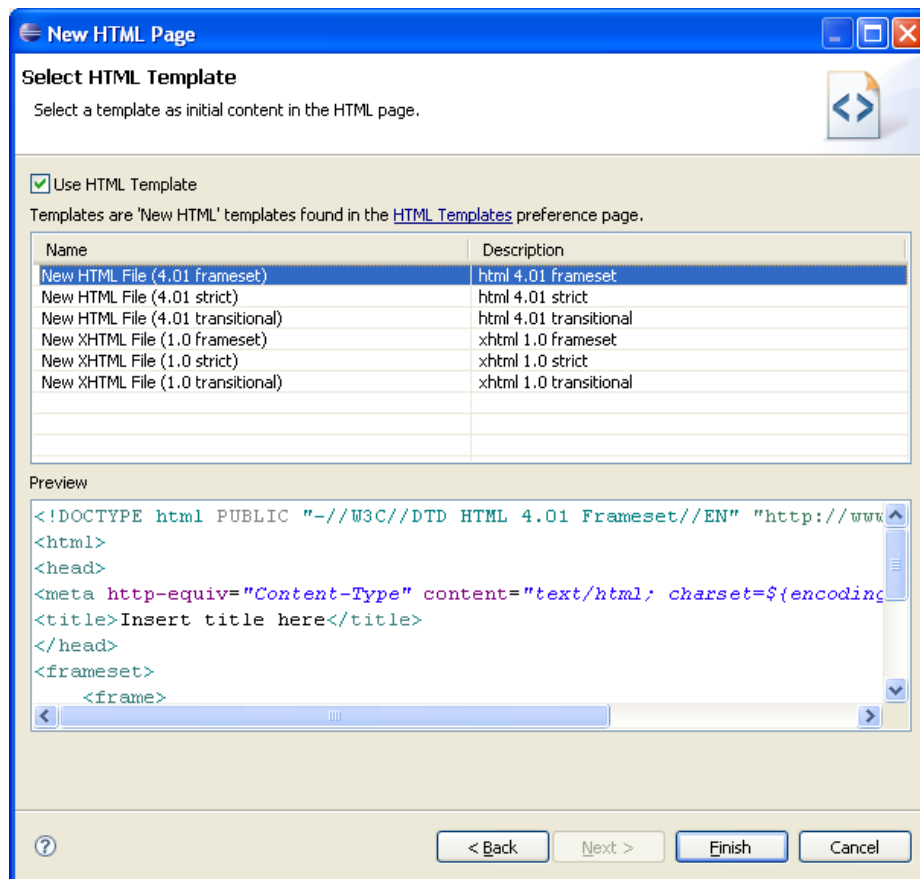 New HTML Page
Select HTML Template
Select a template as initial content in the HTML page.
Use HTML Template
Templates are 'New HTML' templates found in the HTML Templates preference page.
Name Description
New HTML File (4.01 frameset) html 4.01 frameset
New HTML File (4.01 strict) html 4.01 strict
New HTML File (4.01 transitional) html 4.01 transitional
New XHTML File (1.0 frameset) xhtml 1.0 frameset
New XHTML File (1.0 strict) xhtml 1.0 strict
New XHTML File (1.0 transitional) xhtml 1.0 transitional
Preview
<!DOCTYPE html PUBLIC "-//W3C//DTD HTML 4.01 Frameset//EN" "http://www
<html>
<head>
<meta http-equiv="Content-Type" content="text/html; charset=${encoding
<title>Insert title here</title>
</head>
<frameset>
<frame>
< Back Next > Finish Cancel